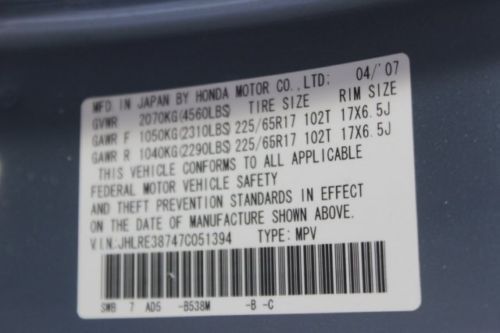 MFD. IN JAPAN BY HONDA MOTOR CO.,LTD: 04/'07
GVWR 2070KG(4560LBS) TIRE SIZE RIM SIZE
GAWR F 1050KG(2310LBS) 225/65R17 102T 17X6.5J
GAWR R 1040KG(2290LBS) 225/65R17 102T 17X6.5J
THIS VEHICLE CONFORMS TO ALL APPLICABLE
FEDERAL MOTOR VEHICLE SAFETY
AND THEFT PREVENTION STANDARDS IN EFFECT
ON THE DATE OF MANUFACTURE SHOWN ABOVE.
V.I.N.:JHLRE38747C051394 TYPE: MPV
SWB 7 AD5 -B538M -B -C